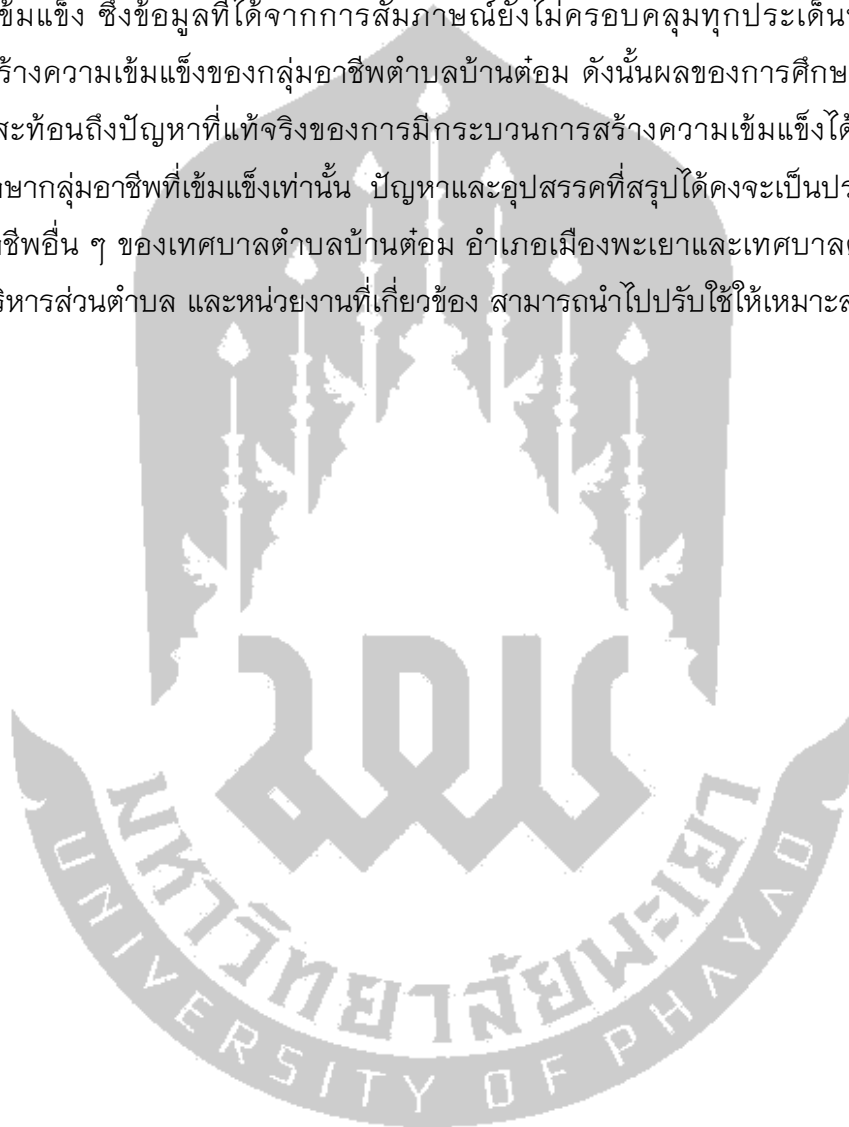 ข้มแข็ง ซึ่งข้อมูลที่ได้จากการสัมภาษณ์ยังไม่ครอบคลุมทุกประเด็น
ร้างความเข้มแข็งของกลุ่มอาชีพตำบลบ้านต๋อม ดังนั้นผลของการศึกษ
สะท้อนถึงปัญหาที่แท้จริงของการมีกระบวนการสร้างความเข้มแข็งได้
ษากลุ่มอาชีพที่เข้มแข็งเท่านั้น ปัญหาและอุปสรรคที่สรุปได้คงจะเป็นปร
ชีพอื่น ๆ ของเทศบาลตำบลบ้านต๋อม อำเภอเมืองพะเยาและเทศบาลต
ริหารส่วนตำบล และหน่วยงานที่เกี่ยวข้อง สามารถนำไปปรับใช้ให้เหมาะส
มพย
มหาวิทยาลัยพะเยา
UNIVERSITY OF PHAYAO